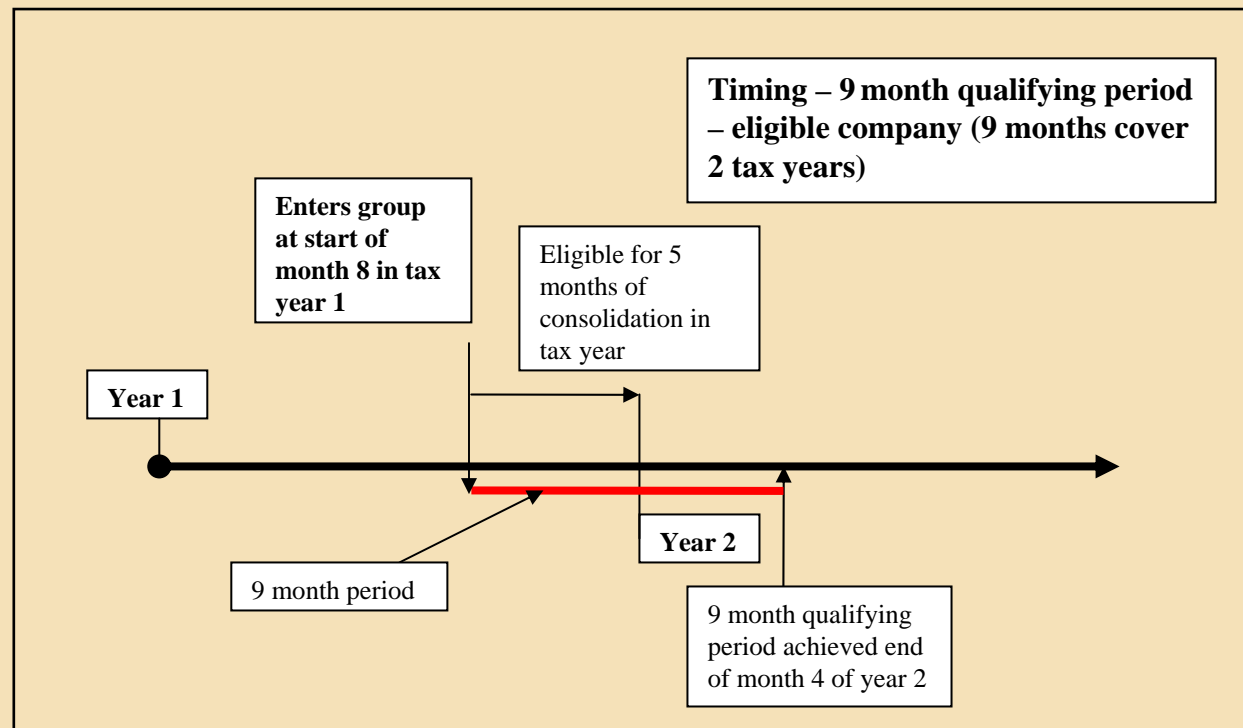 Timing – 9 month qualifying period
– eligible company (9 months cover
2 tax years)
Enters group
at start of
month 8 in tax
year 1
Eligible for 5
months of
consolidation in
tax year
Year 1
Year 2
9 month period
9 month qualifying
period achieved end
of month 4 of year 2